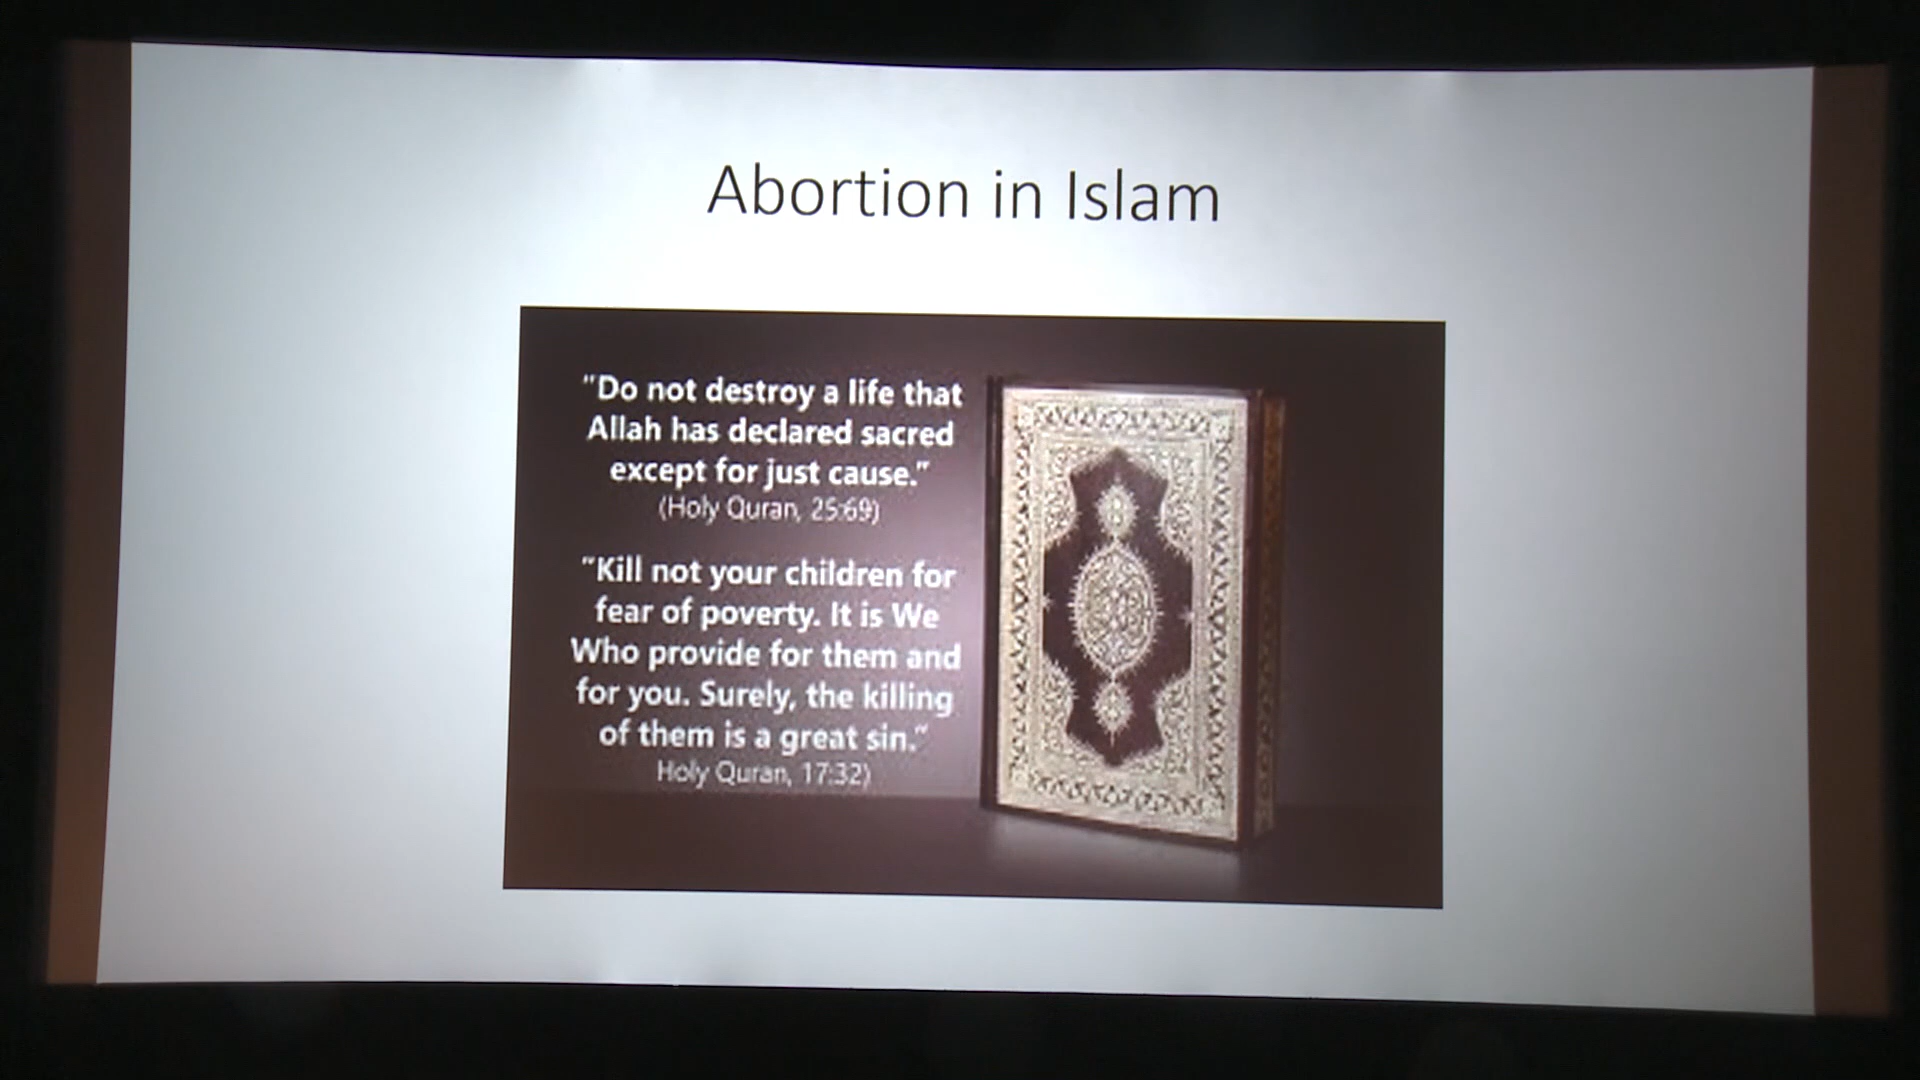 Abortion in Islam
"Do not destroy a life that
Allah has declared sacred
except for just cause."
(Holy Quran, 25:69)
"Kill not your children for
fear of poverty. It is We
Who provide for them and
for you. Surely, the killing
of them is a great sin."
Holy Quran, 17:32)